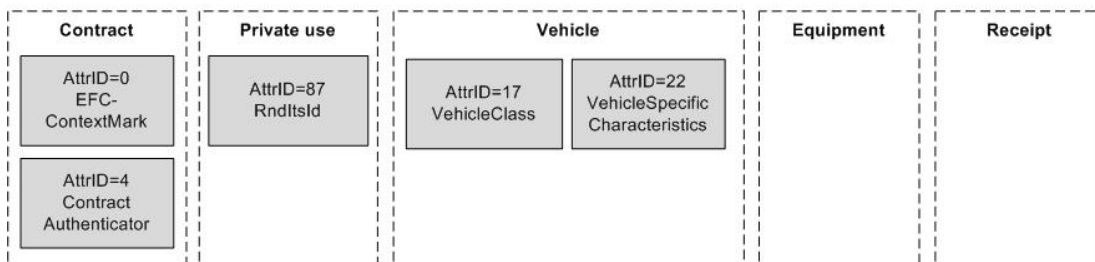 Contract
Private use
Vehicle
Equipment
Receipt
AttrID=0
EFC-
ContextMark
AttrID=4
Contract
Authenticator
AttrID=87
RndItsId
AttrID=17
VehicleClass
AttrID=22
VehicleSpecific
Characteristics